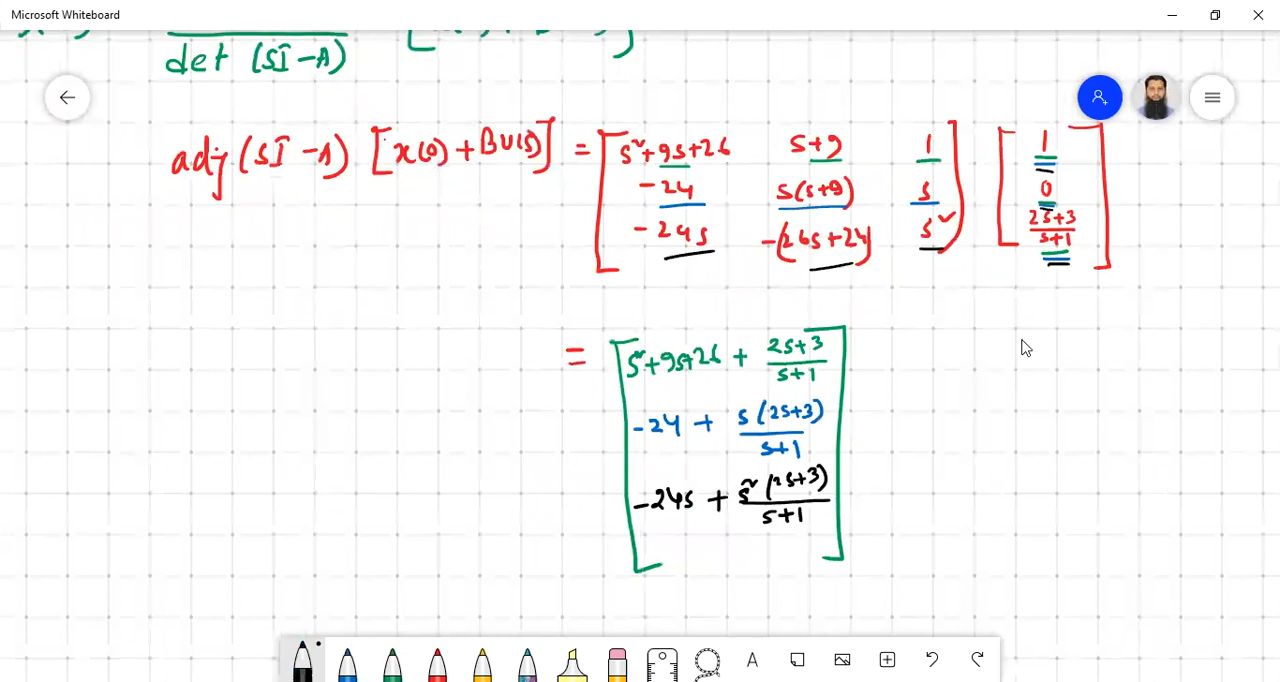 Microsoft Whiteboard
det (SI-A)
adj (SI-A) [x(0)+BU(s)] = [s²+9s+26 s+9 1] [1]
-24 s(s+9) s 0
-24s -(26s+24) s² 2s+3/s+1
= [s²+9s+26 + 2s+3/s+1]
-24 + s(2s+3)/s+1
-24s + s²(2s+3)/s+1